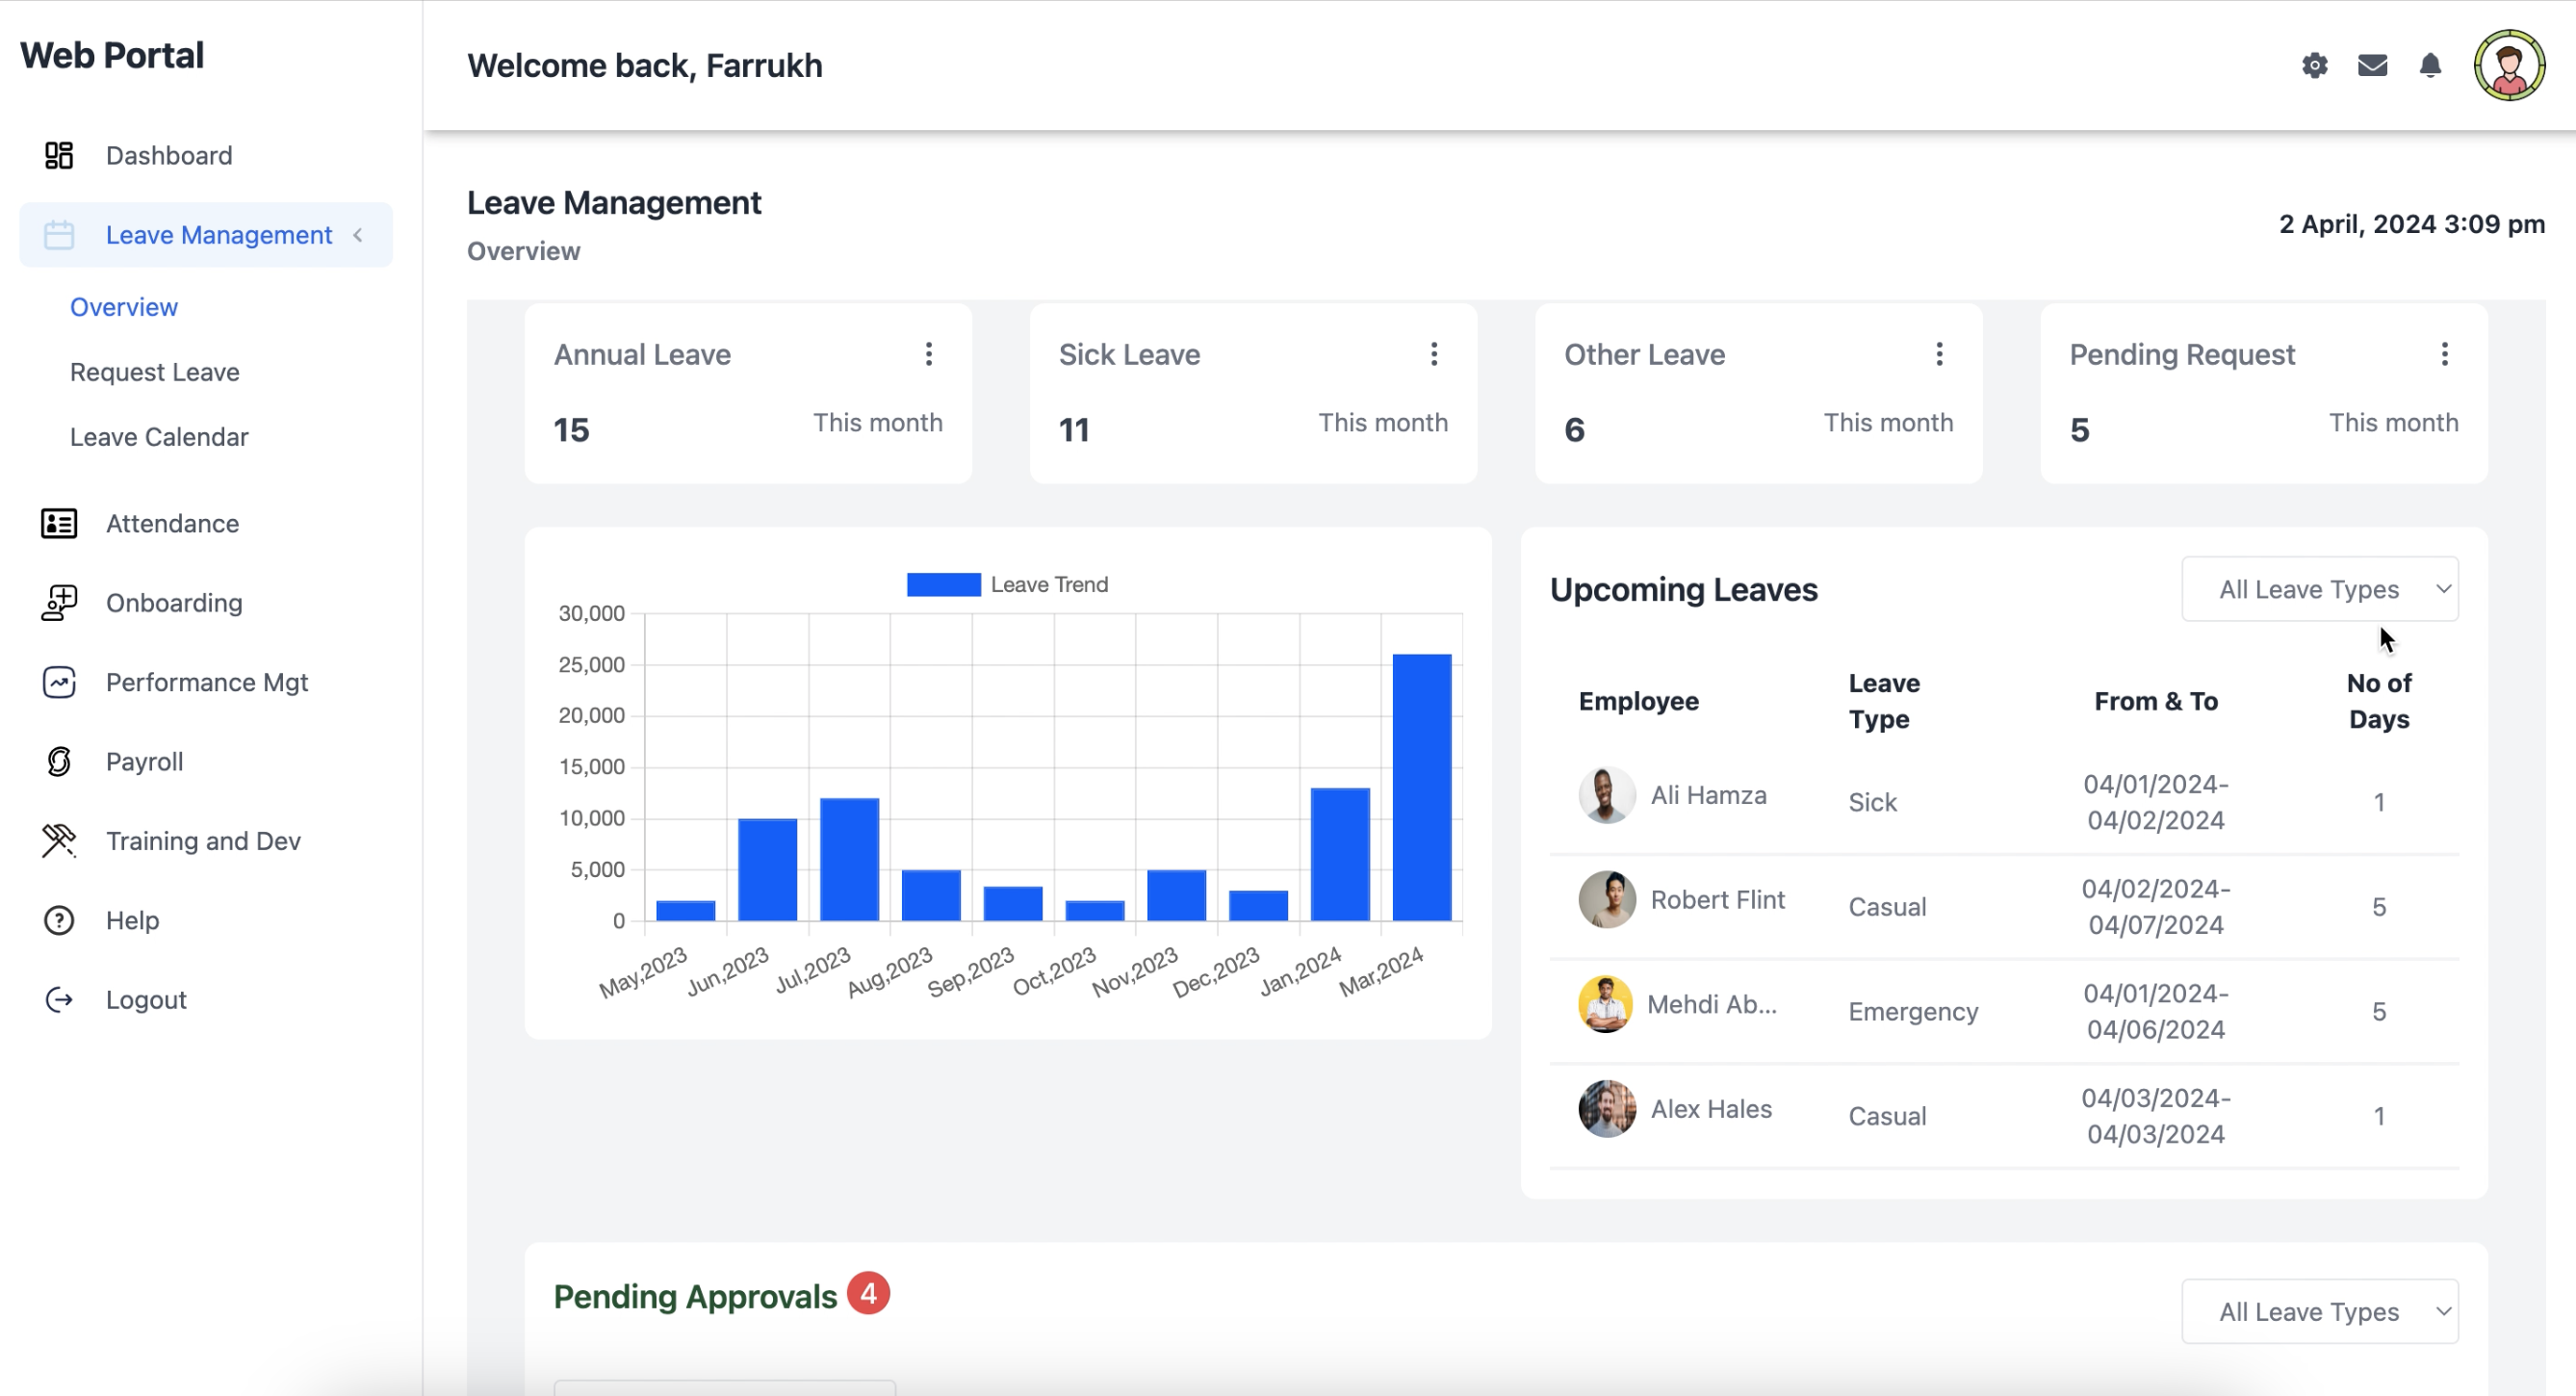 Web Portal
Dashboard
Leave Management
Overview
Request Leave
Leave Calendar
Attendance
Onboarding
Performance Mgt
Payroll
Training and Dev
Help
Logout
Welcome back, Farrukh
Leave Management
Overview
2 April, 2024 3:09 pm
Annual Leave
15 This month
Sick Leave
11 This month
Other Leave
6 This month
Pending Request
5 This month
Leave Trend
30,000
25,000
20,000
15,000
10,000
5,000
0
May,2023 Jun,2023 Jul,2023 Aug,2023 Sep,2023 Oct,2023 Nov,2023 Dec,2023 Jan,2024 Mar,2024
Upcoming Leaves
All Leave Types
Employee Leave Type From & To No of Days
Ali Hamza Sick 04/01/2024-04/02/2024 1
Robert Flint Casual 04/02/2024-04/07/2024 5
Mehdi Ab... Emergency 04/01/2024-04/06/2024 5
Alex Hales Casual 04/03/2024-04/03/2024 1
Pending Approvals 4
All Leave Types